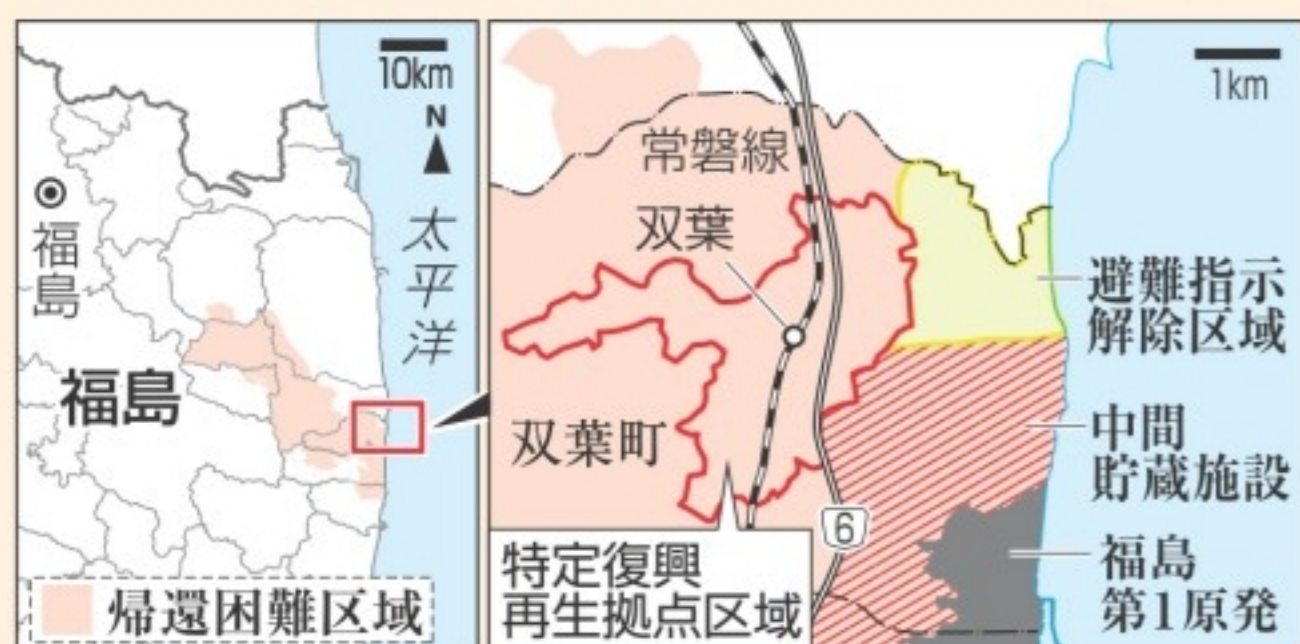 10km
N
福島
太平洋
福島
帰還困難区域
1km
常磐線
双葉
避難指示
解除区域
中間
貯蔵施設
双葉町
6
福島
第1原発
特定復興
再生拠点区域